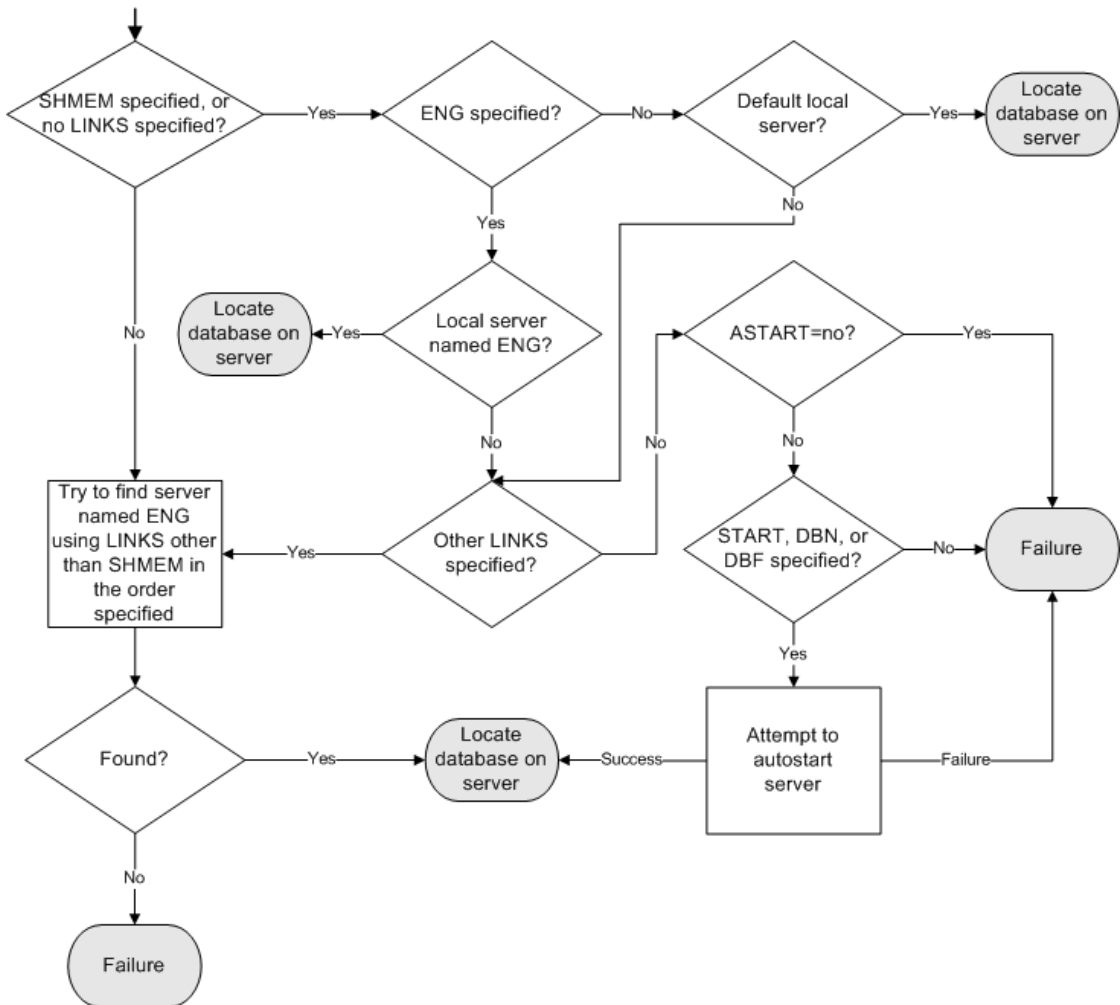 SHMEM specified, or
no LINKS specified?
Yes
ENG specified?
No
Default local
server?
Yes
Locate
database on
server
No
Yes
No
Locate
database on
server
Yes
Local server
named ENG?
ASTART=no?
Yes
No
No
No
Try to find server
named ENG
using LINKS other
than SHMEM in
the order
specified
Yes
Other LINKS
specified?
START, DBN, or
DBF specified?
No
Failure
Yes
Found?
Yes
Locate
database on
server
Success
Attempt to
autostart
server
Failure
No
Failure